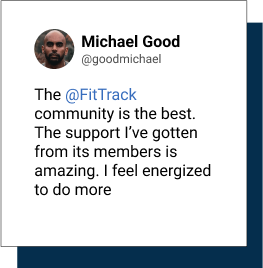 Michael Good
@goodmichael
The @FitTrack
community is the best.
The support I’ve gotten
from its members is
amazing. I feel energized
to do more